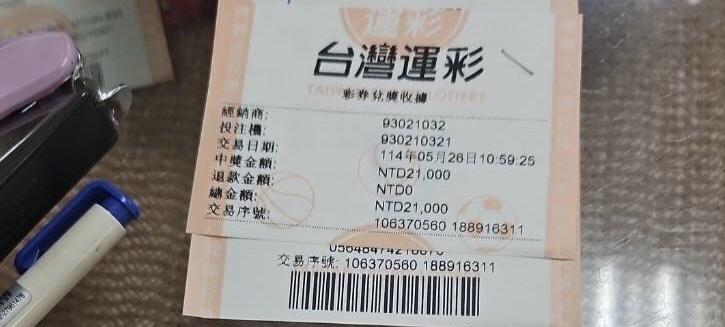 運彩
台灣運彩
彩券兌獎收據
經銷商: 93021032
投注機: 930210321
交易日期: 114年05月26日10:59:25
中獎金額: NTD21,000
退款金額: NTD0
總金額: NTD21,000
交易序號: 106370560 188916311
交易序號: 106370560 188916311